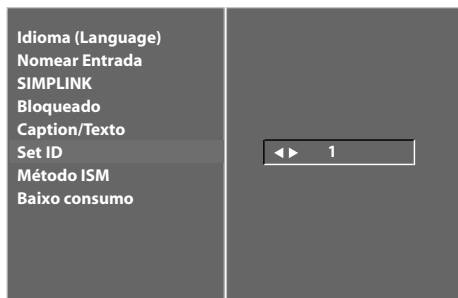 Idioma (Language)
Nomear Entrada
SIMPLINK
Bloqueado
Caption/Texto
Set ID
◀ ▶ 1
Método ISM
Baixo consumo